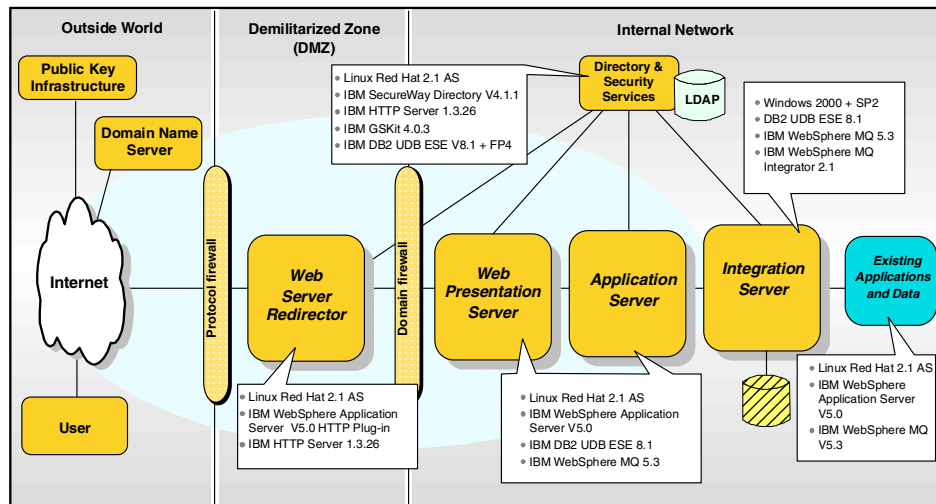 Outside World
Demilitarized Zone
(DMZ)
Internal Network
Public Key
Infrastructure
Domain Name
Server
Internet
User
Protocol firewall
Linux Red Hat 2.1 AS
IBM SecureWay Directory V4.1.1
IBM HTTP Server 1.3.26
IBM GSKit 4.0.3
IBM DB2 UDB ESE V8.1 + FP4
Directory &
Security
Services
LDAP
Windows 2000 + SP2
DB2 UDB ESE 8.1
IBM WebSphere MQ 5.3
IBM WebSphere MQ
Integrator 2.1
Web
Server
Redirector
Domain firewall
Web
Presentation
Server
Application
Server
Integration
Server
Existing
Applications
and Data
Linux Red Hat 2.1 AS
IBM WebSphere Application
Server V5.0 HTTP Plug-in
IBM HTTP Server 1.3.26
Linux Red Hat 2.1 AS
IBM WebSphere Application
Server V5.0
IBM DB2 UDB ESE 8.1
IBM WebSphere MQ 5.3
Linux Red Hat 2.1 AS
IBM WebSphere
Application Server
V5.0
IBM WebSphere MQ
V5.3